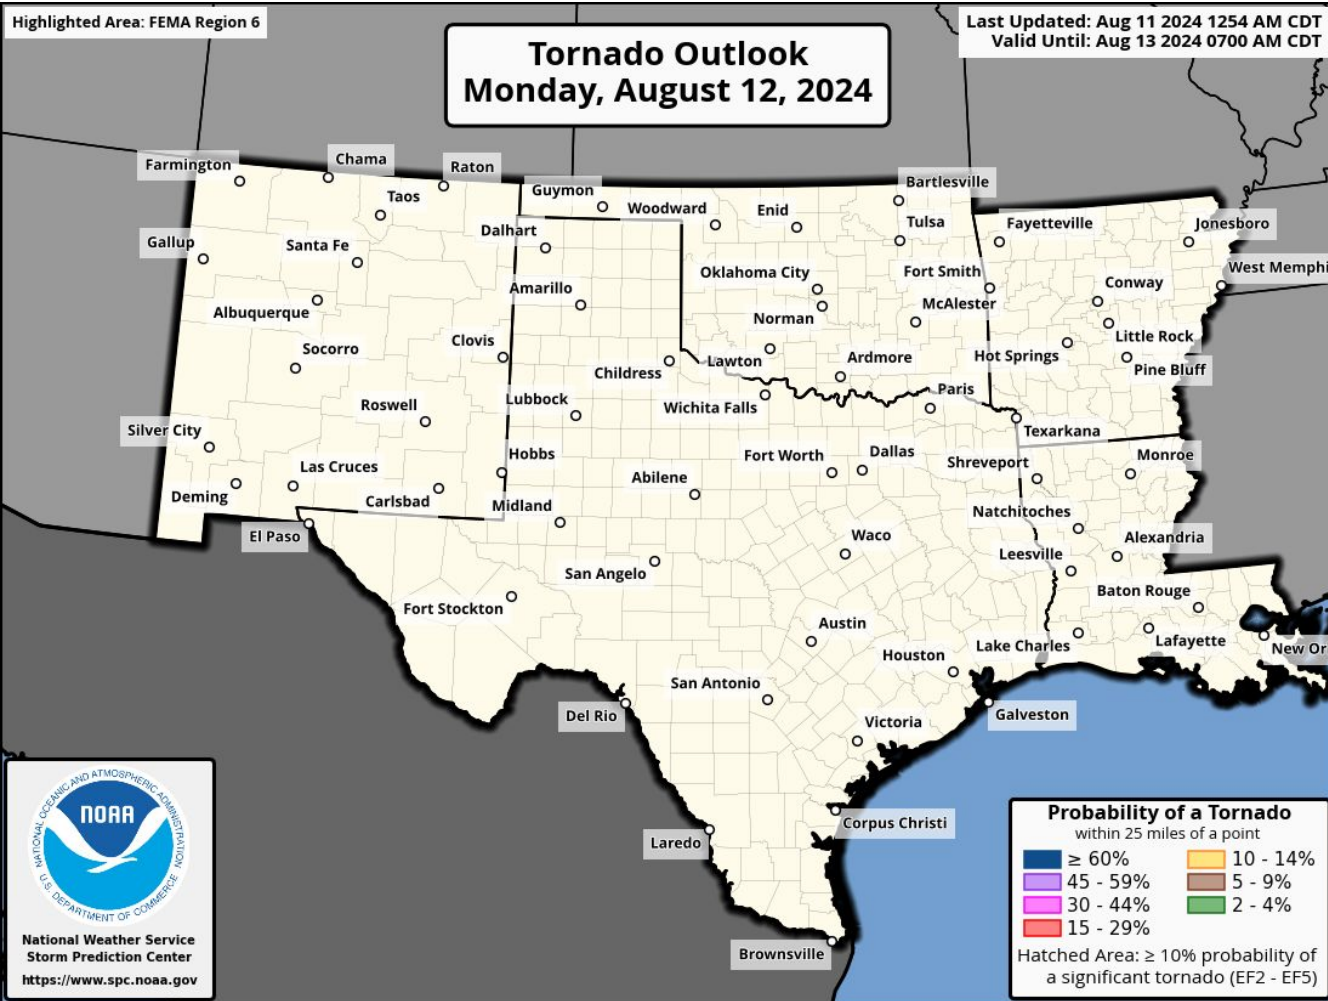 Highlighted Area: FEMA Region 6
Last Updated: Aug 11 2024 1254 AM CDT
Valid Until: Aug 13 2024 0700 AM CDT
Tornado Outlook
Monday, August 12, 2024
Farmington
Chama
Raton
Taos
Guymon
Woodward
Enid
Bartlesville
Tulsa
Fayetteville
Jonesboro
Gallup
Santa Fe
Dalhart
Oklahoma City
Fort Smith
West Memphi
Amarillo
Conway
Albuquerque
Norman
McAlester
Little Rock
Socorro
Clovis
Childress
Lawton
Ardmore
Hot Springs
Pine Bluff
Roswell
Lubbock
Wichita Falls
Paris
Silver City
Texarkana
Las Cruces
Hobbs
Abilene
Fort Worth
Dallas
Shreveport
Monroe
Deming
Carlsbad
Midland
Natchitoches
El Paso
Waco
Leesville
Alexandria
San Angelo
Fort Stockton
Baton Rouge
Austin
Lake Charles
Lafayette
New Or
Houston
San Antonio
Del Rio
Victoria
Galveston
Corpus Christi
Laredo
Brownsville
NATIONAL OCEANIC AND ATMOSPHERIC ADMINISTRATION
NOAA
U.S. DEPARTMENT OF COMMERCE
National Weather Service
Storm Prediction Center
https://www.spc.noaa.gov
Probability of a Tornado
within 25 miles of a point
≥ 60%
45 - 59%
30 - 44%
15 - 29%
10 - 14%
5 - 9%
2 - 4%
Hatched Area: ≥ 10% probability of
a significant tornado (EF2 - EF5)